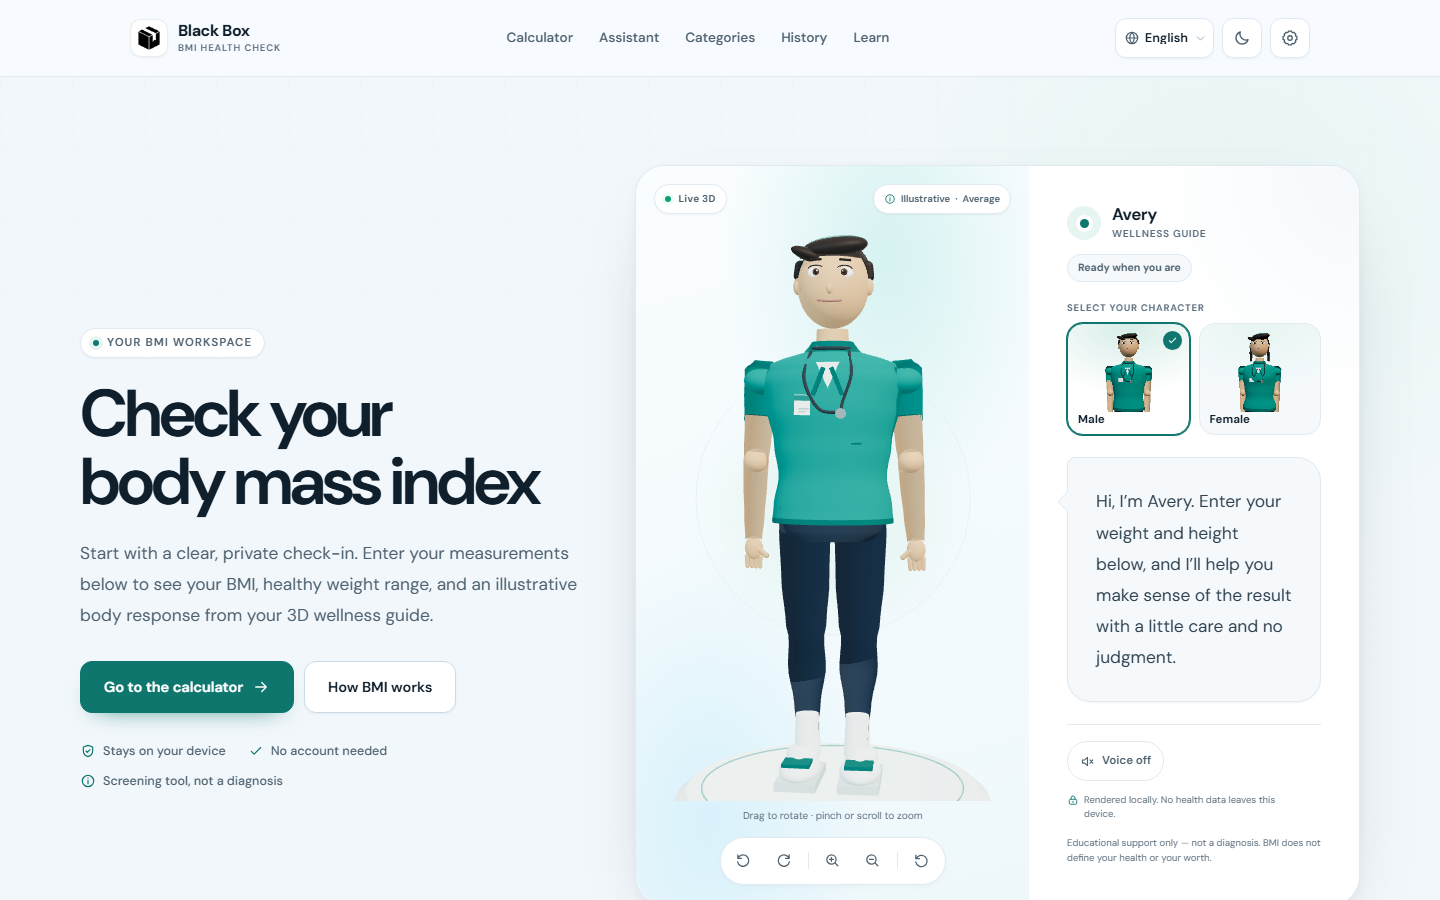 Black Box
BMI HEALTH CHECK
Calculator
Assistant
Categories
History
Learn
English
YOUR BMI WORKSPACE
Check your
body mass index
Start with a clear, private check-in. Enter your measurements
below to see your BMI, healthy weight range, and an illustrative
body response from your 3D wellness guide.
Go to the calculator
How BMI works
Stays on your device
No account needed
Screening tool, not a diagnosis
Live 3D
Illustrative · Average
Drag to rotate · pinch or scroll to zoom
Avery
WELLNESS GUIDE
Ready when you are
SELECT YOUR CHARACTER
Male
Female
Hi, I’m Avery. Enter your
weight and height
below, and I’ll help you
make sense of the result
with a little care and no
judgment.
Voice off
Rendered locally. No health data leaves this
device.
Educational support only — not a diagnosis. BMI does not
define your health or your worth.